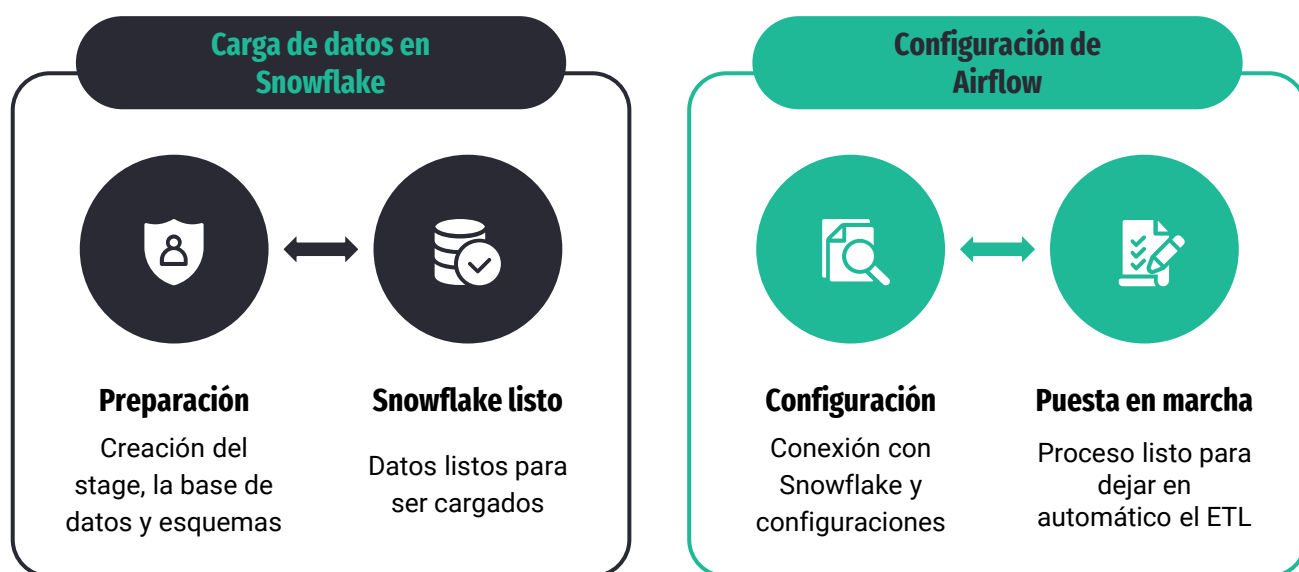 Carga de datos en
Snowflake
Preparación
Creación del
stage, la base de
datos y esquemas
Snowflake listo
Datos listos para
ser cargados
Configuración de
Airflow
Configuración
Conexión con
Snowflake y
configuraciones
Puesta en marcha
Proceso listo para
dejar en
automático el ETL